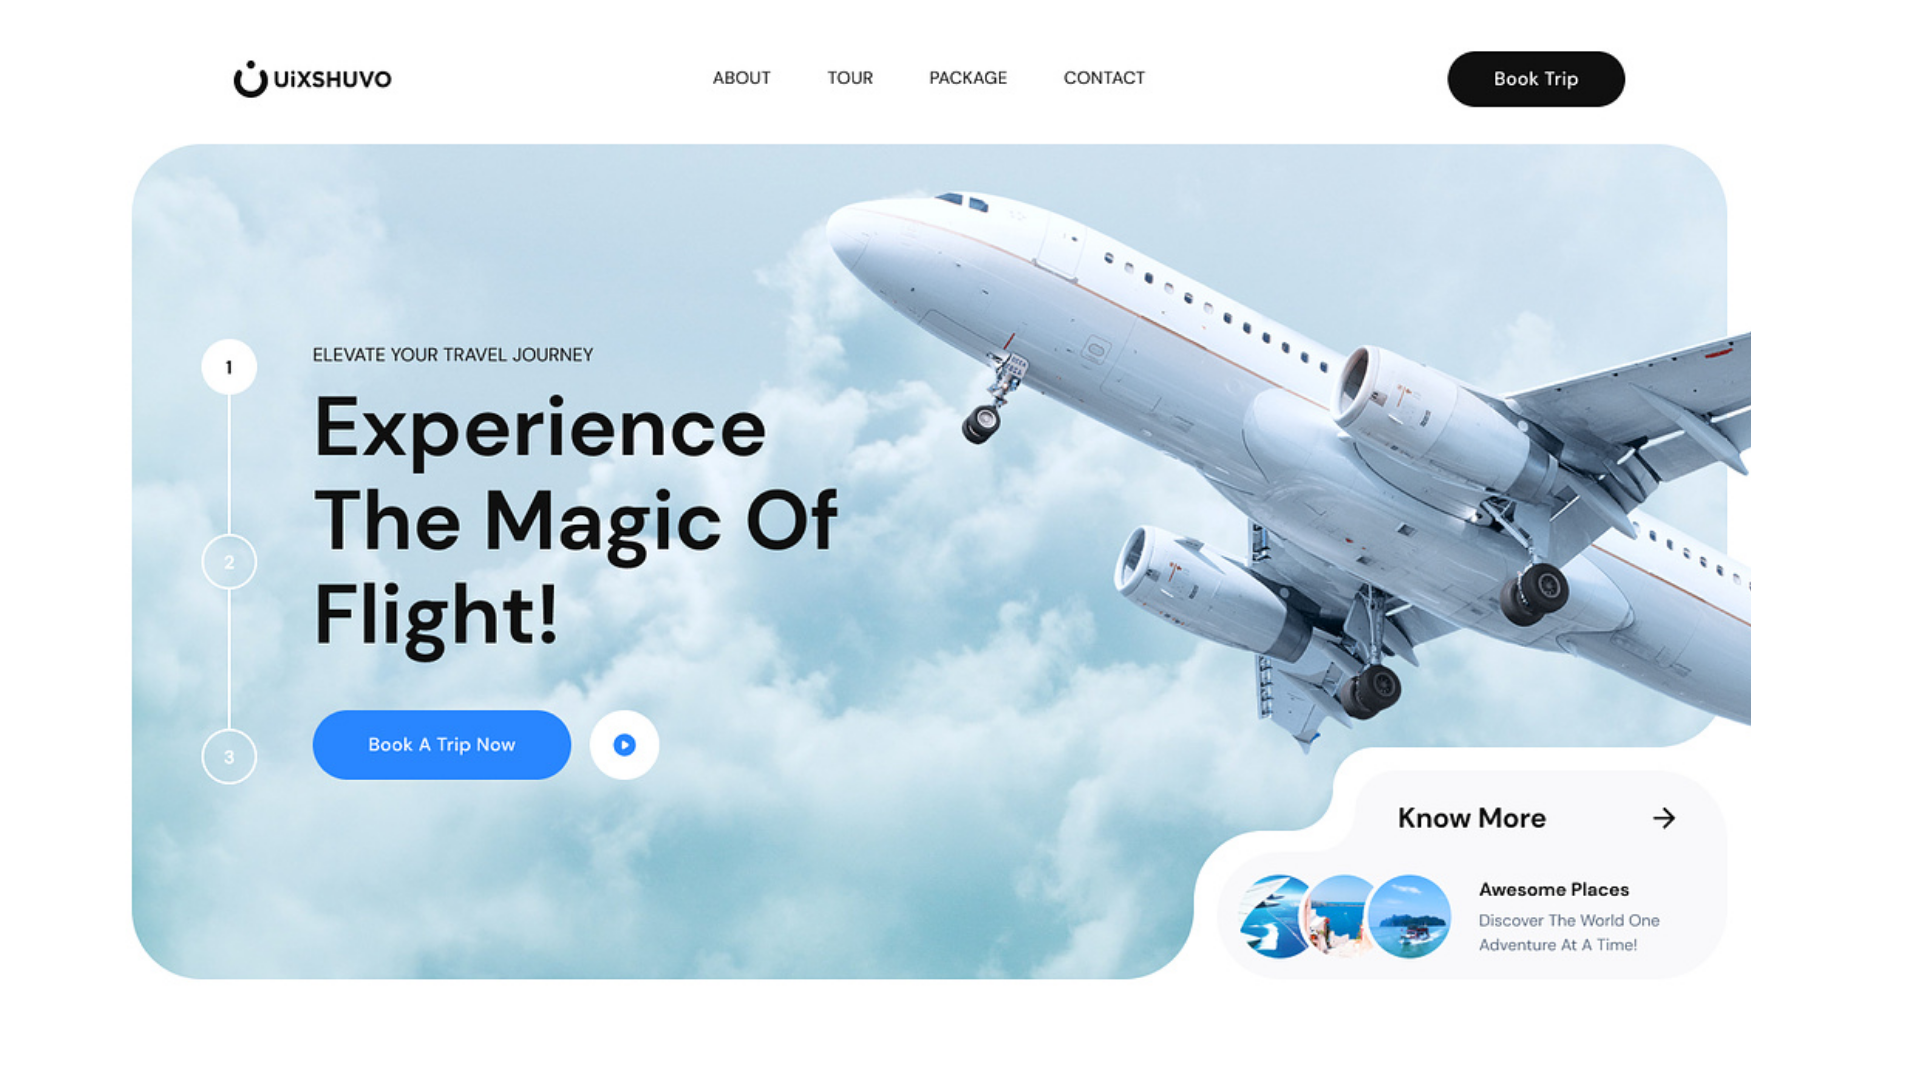 UiXSHUVO
ABOUT TOUR PACKAGE CONTACT
Book Trip
1
ELEVATE YOUR TRAVEL JOURNEY
Experience
The Magic Of
Flight!
2
3
Book A Trip Now
Know More
Awesome Places
Discover The World One
Adventure At A Time!